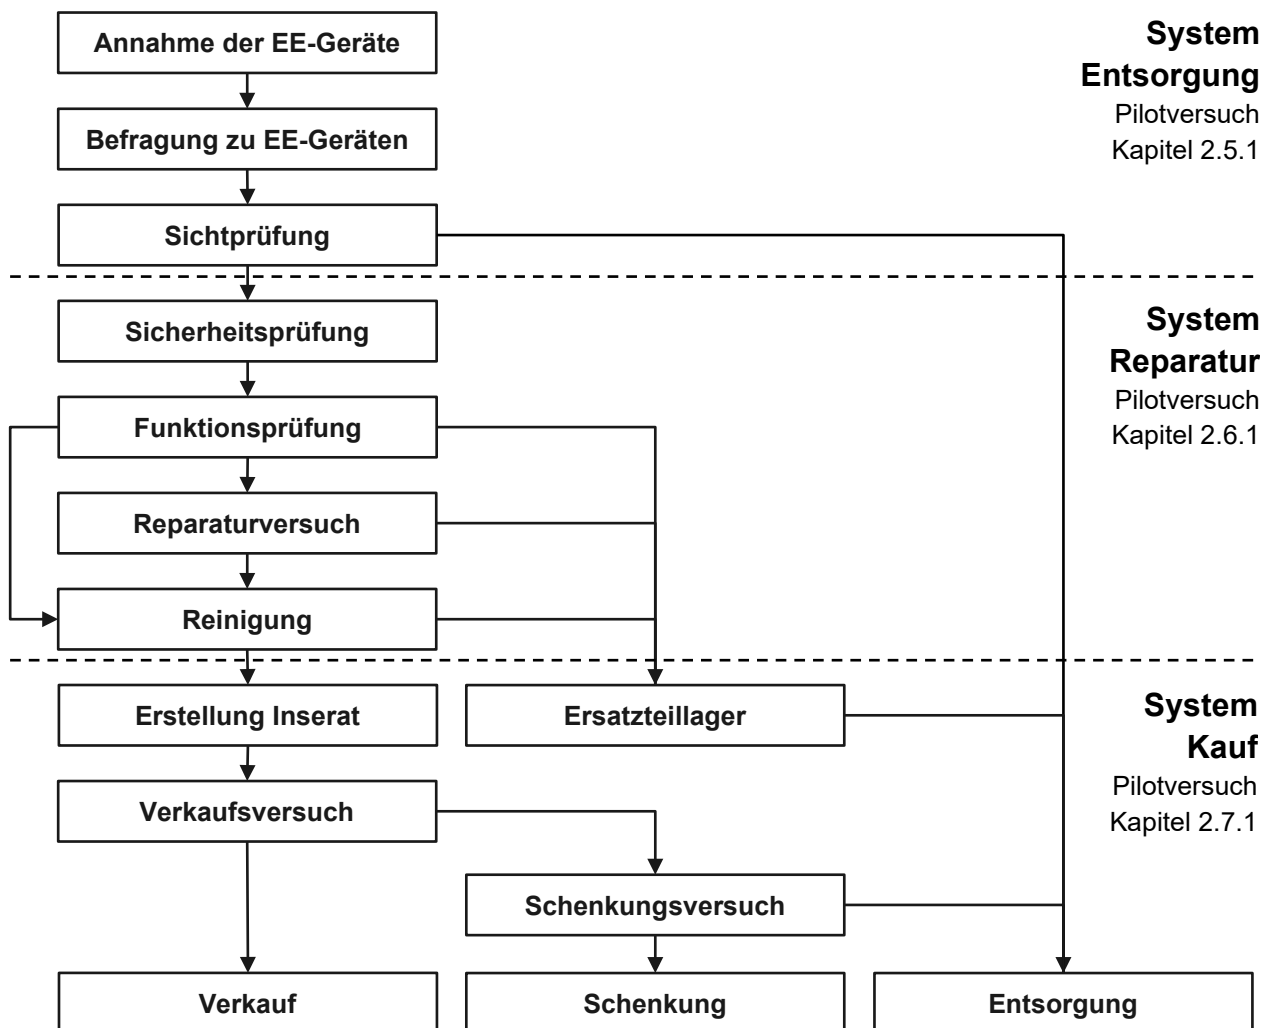 Annahme der EE-Geräte
Befragung zu EE-Geräten
Sichtprüfung
System
Entsorgung
Pilotversuch
Kapitel 2.5.1
Sicherheitsprüfung
Funktionsprüfung
Reparaturversuch
Reinigung
System
Reparatur
Pilotversuch
Kapitel 2.6.1
Erstellung Inserat
Ersatzteillager
Verkaufsversuch
Schenkungsversuch
Verkauf
Schenkung
Entsorgung
System
Kauf
Pilotversuch
Kapitel 2.7.1